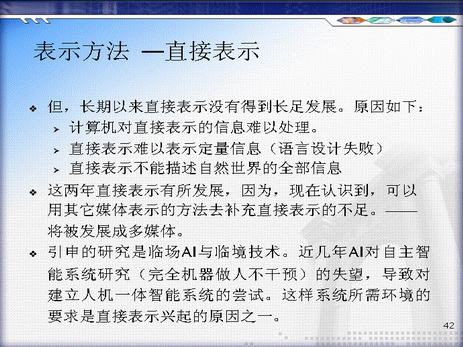 表示方法 —直接表示
❖ 但，长期以来直接表示没有得到长足发展。原因如下：
➢ 计算机对直接表示的信息难以处理。
➢ 直接表示难以表示定量信息（语言设计失败）
➢ 直接表示不能描述自然世界的全部信息
❖ 这两年直接表示有所发展，因为，现在认识到，可以
用其它媒体表示的方法去补充直接表示的不足。——
将被发展成多媒体。
❖ 引申的研究是临场AI与临境技术。近几年AI对自主智
能系统研究（完全机器做人不干预）的失望，导致对
建立人机一体智能系统的尝试。这样系统所需环境的
要求是直接表示兴起的原因之一。
42